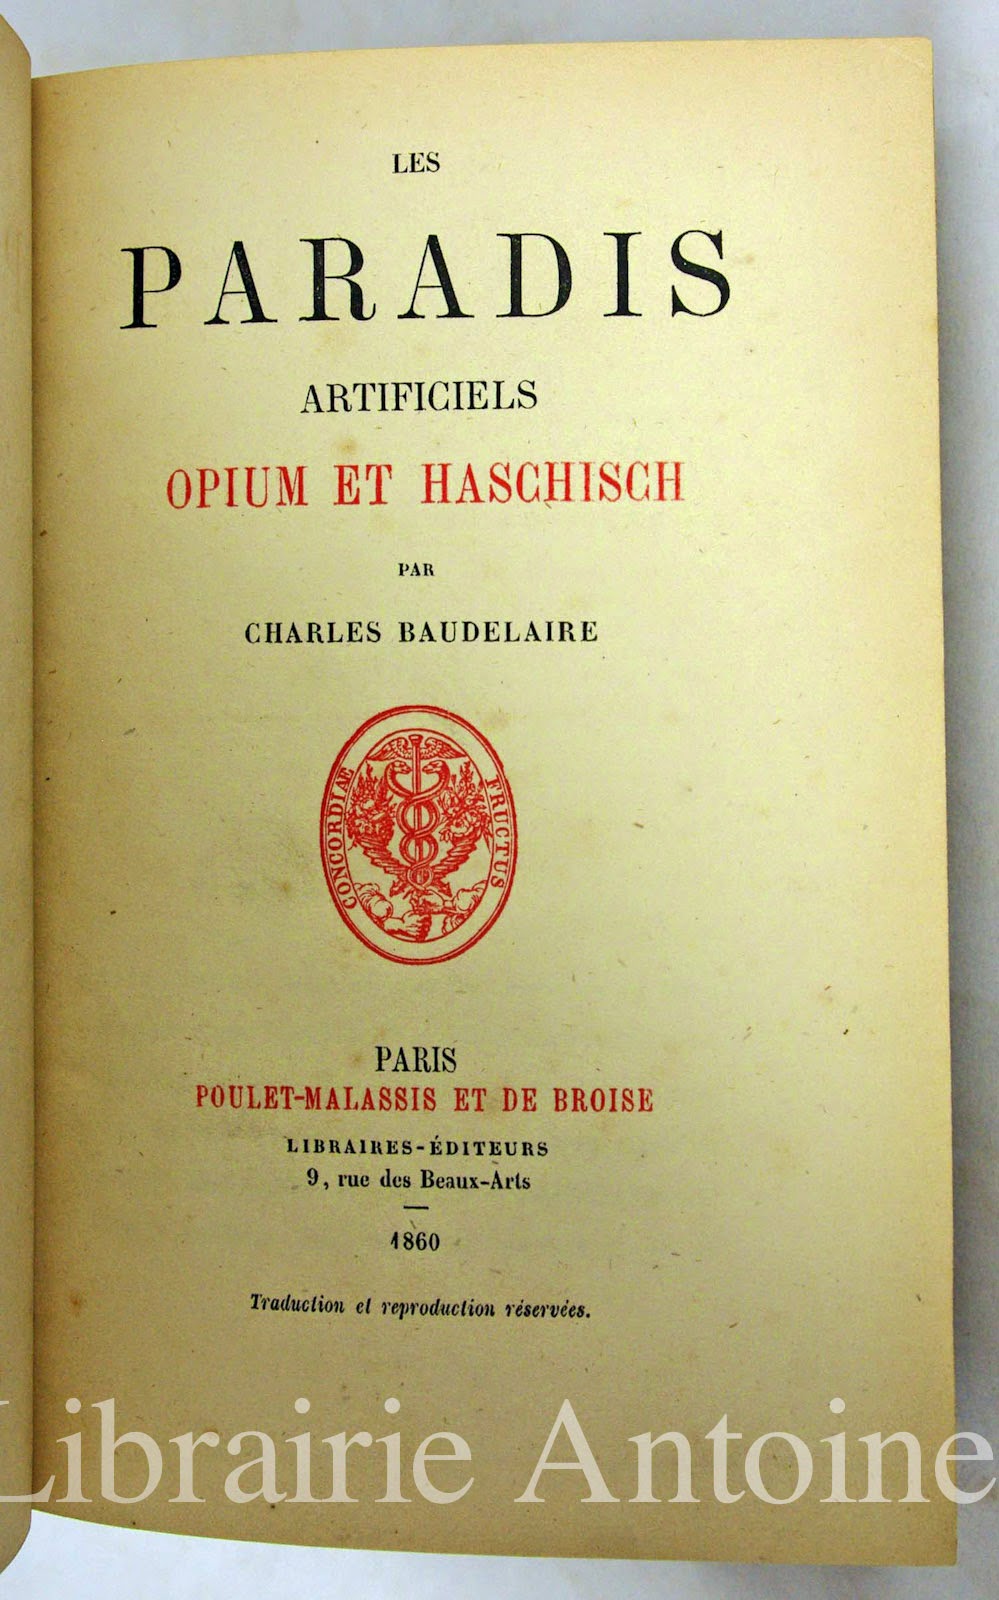 LES
PARADIS
ARTIFICIELS
OPIUM ET HASCHISCH
PAR
CHARLES BAUDELAIRE
CONCORDIÆ FRUCTUS
PARIS
POULET-MALASSIS ET DE BROISE
LIBRAIRES-ÉDITEURS
9, rue des Beaux-Arts
1860
Traduction et reproduction réservées.
Librairie Antoine